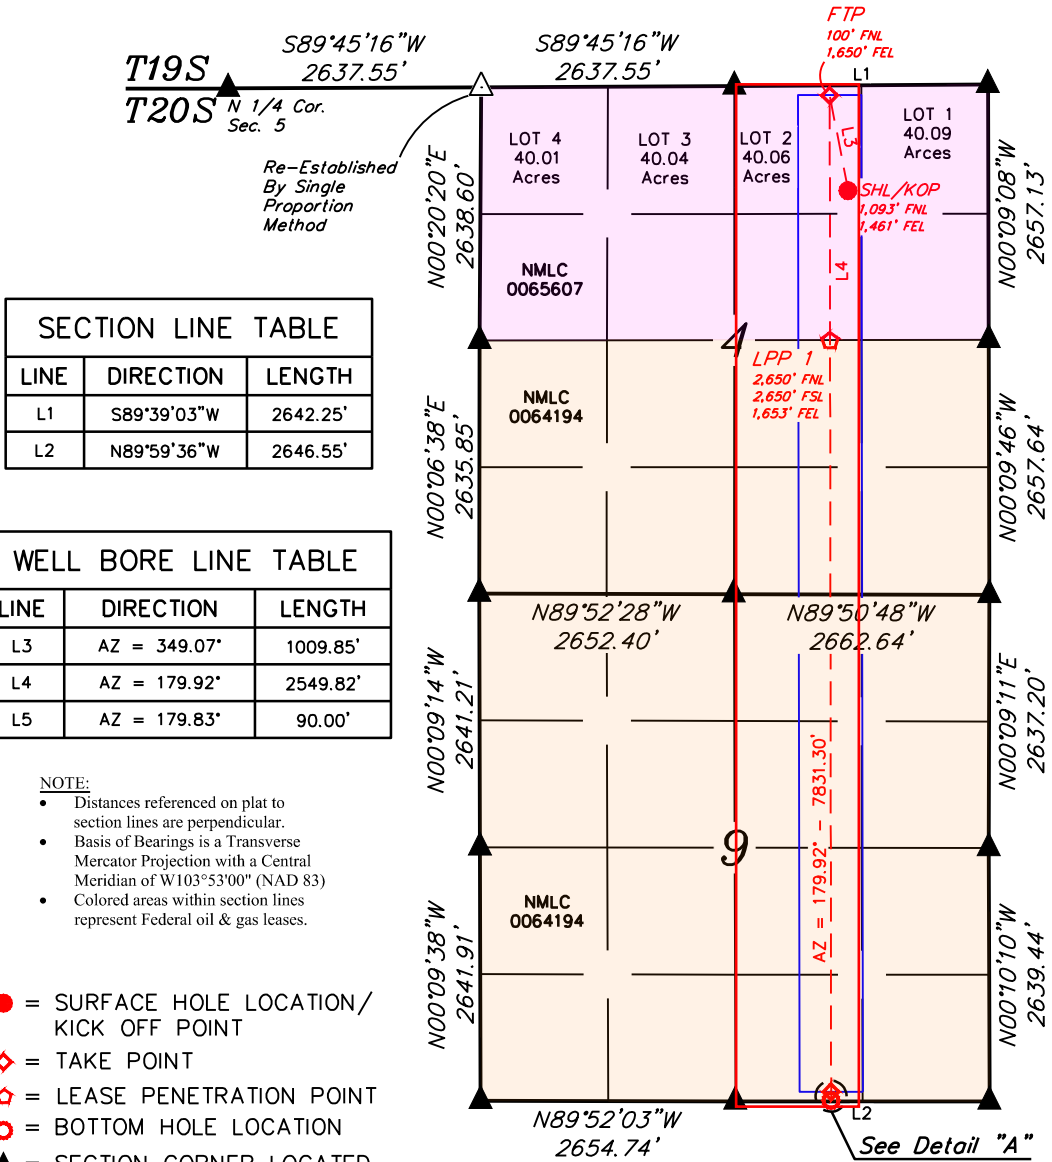 FTP
100' FNL
1,650' FEL
S89°45'16"W
2637.55'
S89°45'16"W
2637.55'
L1
T19S
T20S
N 1/4 Cor.
Sec. 5
Re-Established
By Single
Proportion
Method
LOT 4
40.01
Acres
LOT 3
40.04
Acres
LOT 2
40.06
Acres
LOT 1
40.09
Arces
L3
SHL/KOP
1,093' FNL
1,461' FEL
N00°20'20"E
2638.60'
N00°09'08"W
2657.13'
NMLC
0065607
L4
4
LPP 1
2,650' FNL
2,650' FSL
1,653' FEL
SECTION LINE TABLE
LINE DIRECTION LENGTH
L1 S89°39'03"W 2642.25'
L2 N89°59'36"W 2646.55'
NMLC
0064194
N00°06'38"E
2635.85'
N00°09'46"W
2657.64'
WELL BORE LINE TABLE
LINE DIRECTION LENGTH
L3 AZ = 349.07° 1009.85'
L4 AZ = 179.92° 2549.82'
L5 AZ = 179.83° 90.00'
N89°52'28"W
2652.40'
N89°50'48"W
2662.64'
N00°09'14"W
2641.21'
N00°09'11"E
2637.20'
AZ = 179.92° - 7831.30'
9
NOTE:
• Distances referenced on plat to
section lines are perpendicular.
• Basis of Bearings is a Transverse
Mercator Projection with a Central
Meridian of W103°53'00" (NAD 83)
• Colored areas within section lines
represent Federal oil & gas leases.
NMLC
0064194
N00°09'38"W
2641.91'
N00°10'10"W
2639.44'
= SURFACE HOLE LOCATION/
KICK OFF POINT
= TAKE POINT
= LEASE PENETRATION POINT
= BOTTOM HOLE LOCATION
= SECTION CORNER LOCATED
N89°52'03"W
2654.74'
L2
See Detail "A"